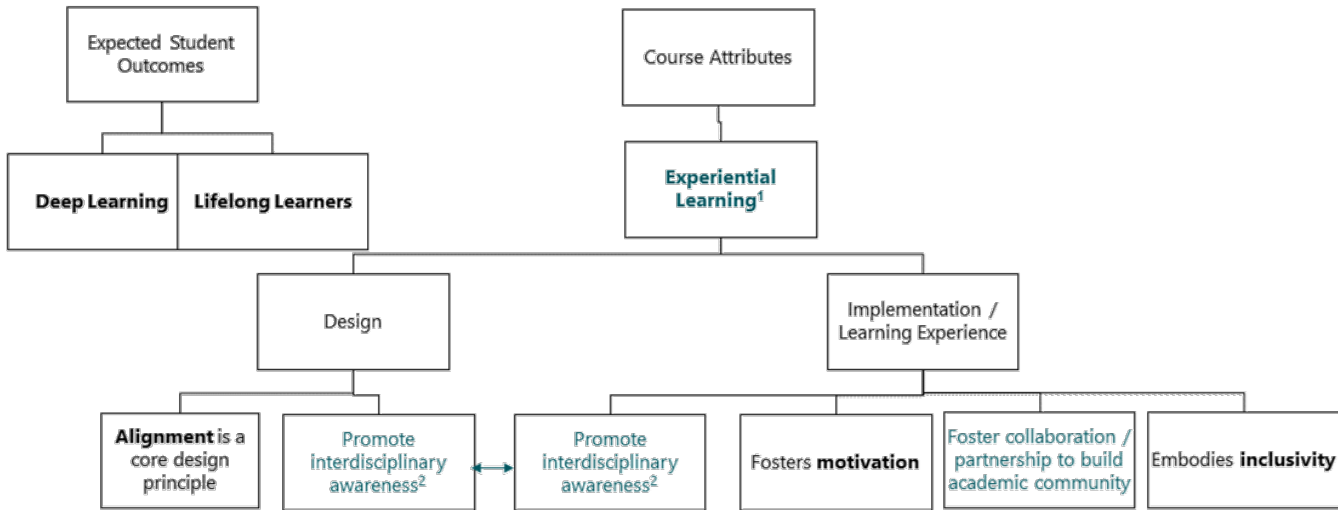 Expected Student
Outcomes
Course Attributes
Deep Learning
Lifelong Learners
Experiential
Learning¹
Design
Implementation /
Learning Experience
Alignment is a
core design
principle
Promote
interdisciplinary
awareness²
Promote
interdisciplinary
awareness²
Fosters motivation
Foster collaboration /
partnership to build
academic community
Embodies inclusivity